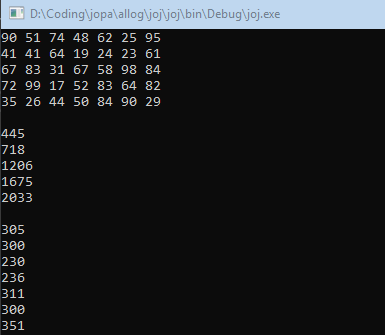 D:\Coding\jopa\allog\joj\joj\bin\Debug\joj.exe
90 51 74 48 62 25 95
41 41 64 19 24 23 61
67 83 31 67 58 98 84
72 99 17 52 83 64 82
35 26 44 50 84 90 29
445
718
1206
1675
2033
305
300
230
236
311
300
351